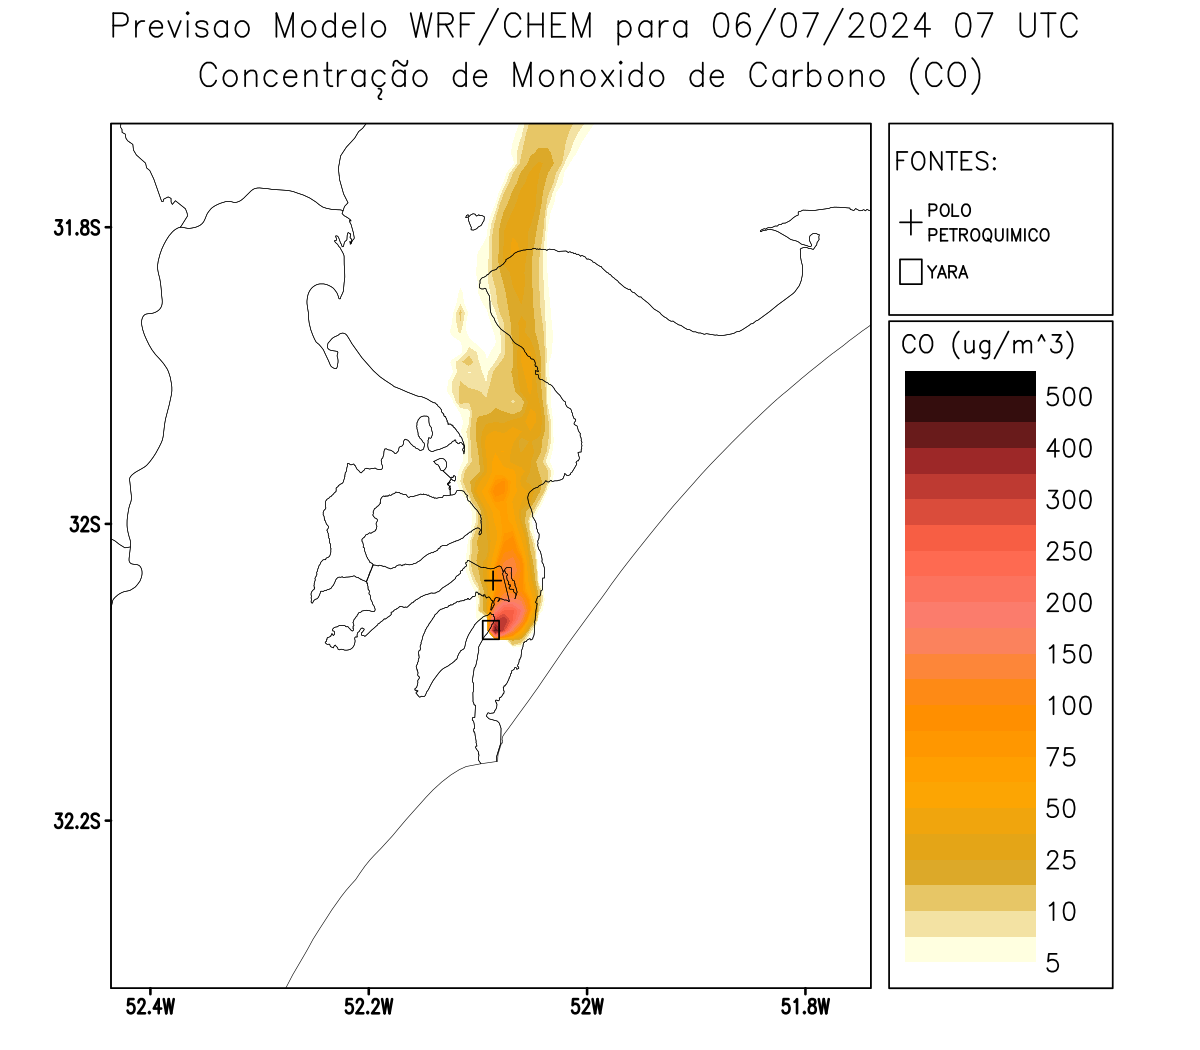 Previsao Modelo WRF/CHEM para 06/07/2024 07 UTC
Concentração de Monoxido de Carbono (CO)
FONTES:
POLO
PETROQUIMICO
YARA
CO (ug/m^3)
500
400
300
250
200
150
100
75
50
25
10
5
31.8S
32S
32.2S
52.4W
52.2W
52W
51.8W